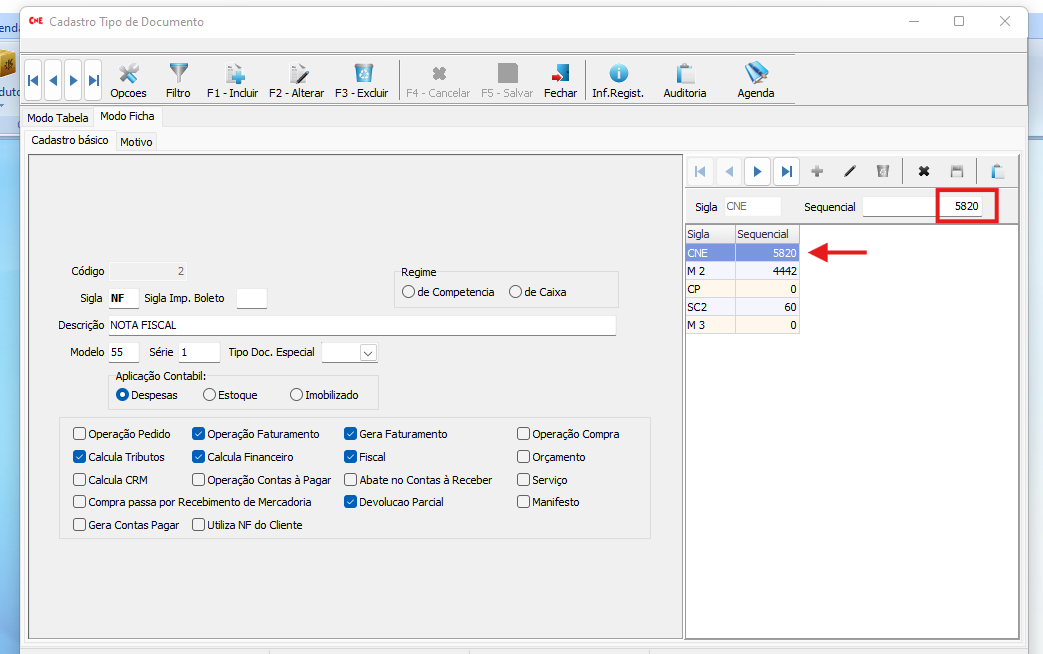 CNE Cadastro Tipo de Documento
Opcoes Filtro F1 - Incluir F2 - Alterar F3 - Excluir F4 - Cancelar F5 - Salvar Fechar Inf.Regist. Auditoria Agenda
Modo Tabela Modo Ficha
Cadastro básico Motivo
Sigla CNE Sequencial 5820
Sigla Sequencial
CNE 5820
M 2 4442
CP 0
SC2 60
M 3 0
Código 2
Regime
de Competencia de Caixa
Sigla NF Sigla Imp. Boleto
Descrição NOTA FISCAL
Modelo 55 Série 1 Tipo Doc. Especial
Aplicação Contabil:
Despesas Estoque Imobilizado
Operação Pedido Operação Faturamento Gera Faturamento Operação Compra
Calcula Tributos Calcula Financeiro Fiscal Orçamento
Calcula CRM Operação Contas à Pagar Abate no Contas à Receber Serviço
Compra passa por Recebimento de Mercadoria Devolucao Parcial Manifesto
Gera Contas Pagar Utiliza NF do Cliente